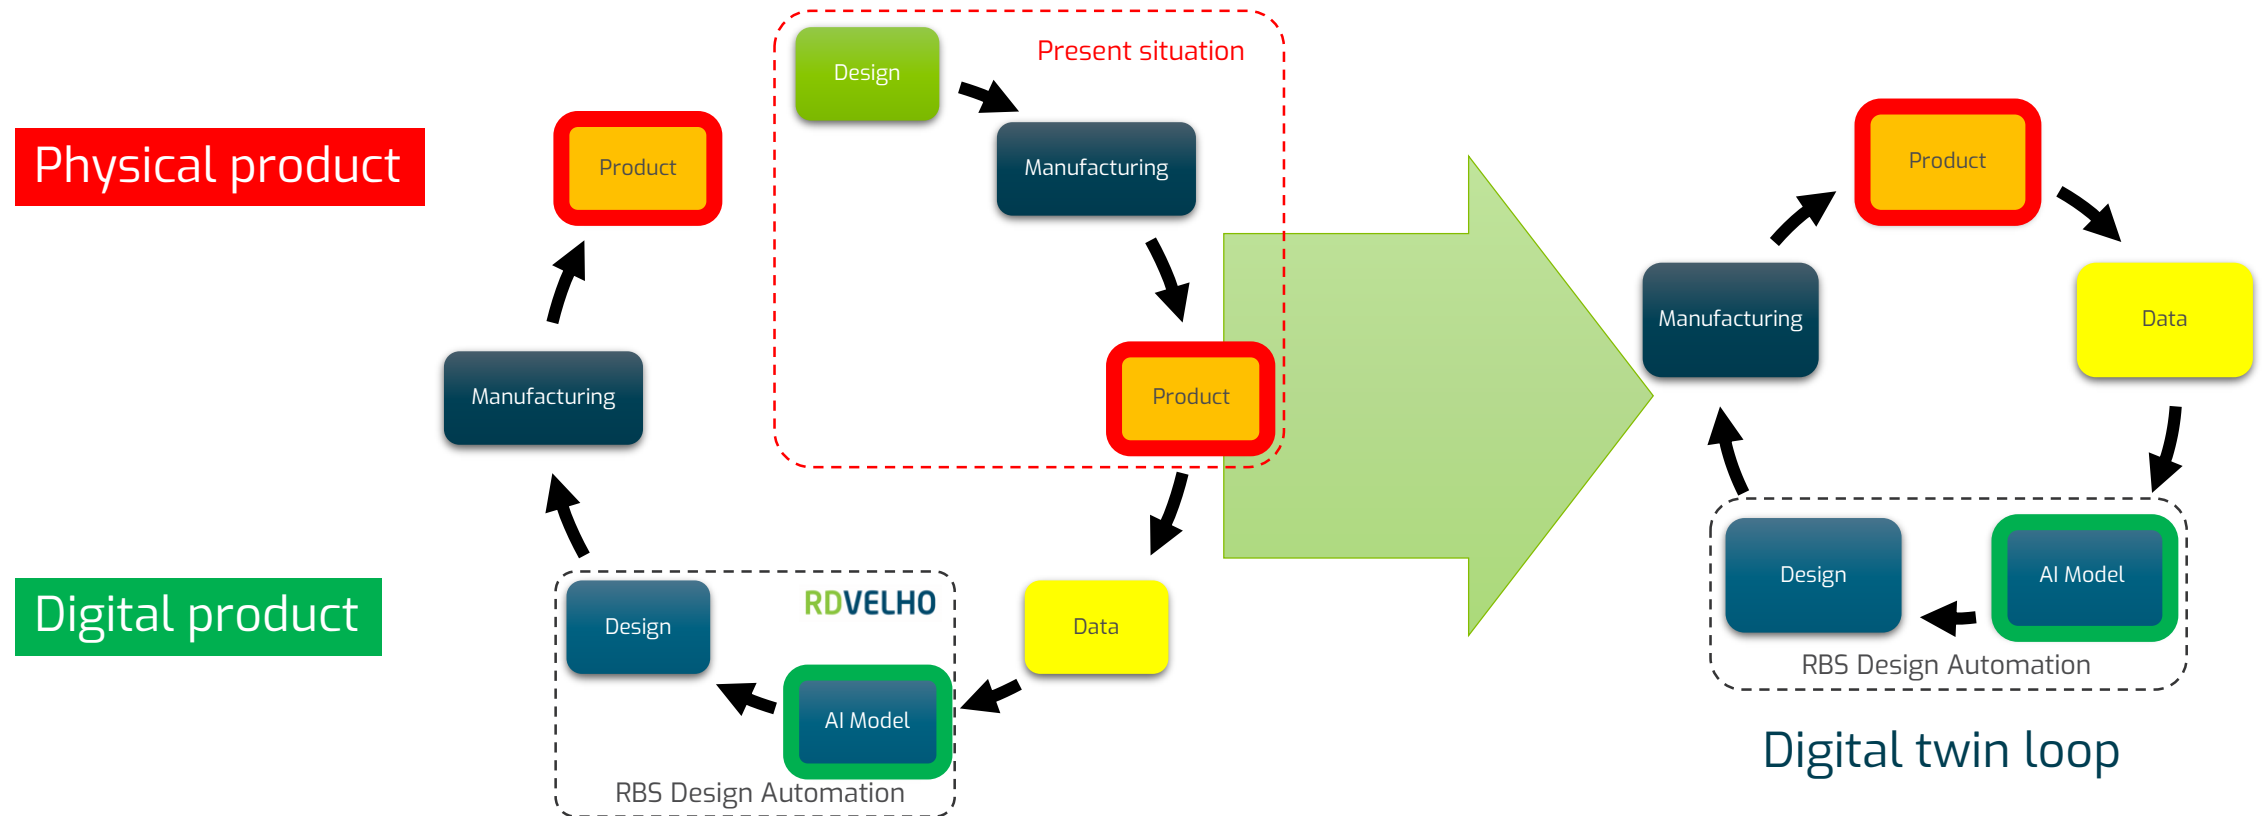 Physical product
Digital product
Present situation
Design
Manufacturing
Product
Data
AI Model
Design
RDVELHO
RBS Design Automation
Manufacturing
Product
Product
Data
AI Model
Design
RBS Design Automation
Manufacturing
Digital twin loop